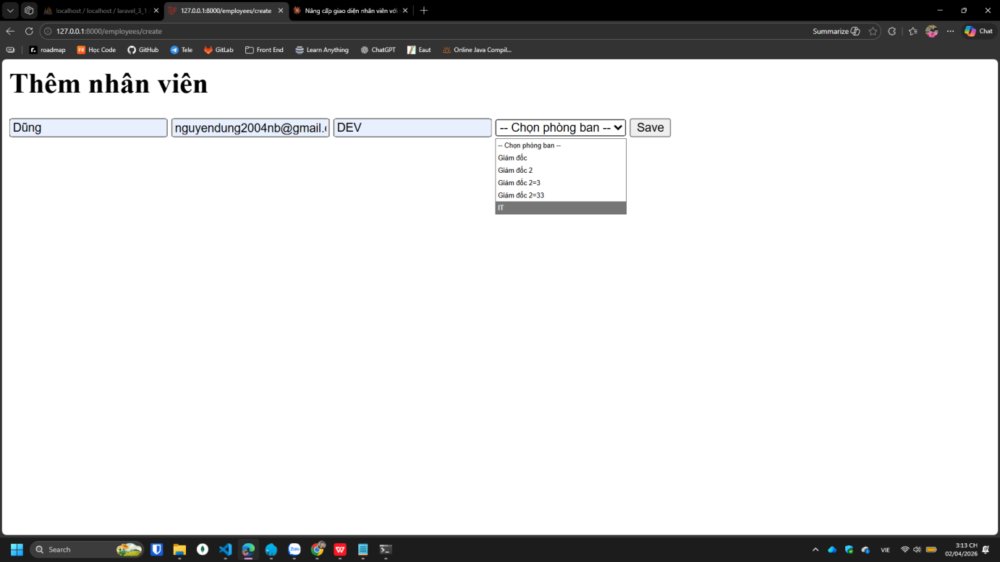 localhost / localhost / laravel_3_1
127.0.0.1:8000/employees/create
Nâng cấp giao diện nhân viên với
127.0.0.1:8000/employees/create
Summarize
Chat
roadmap
Học Code
GitHub
Tele
GitLab
Front End
Learn Anything
ChatGPT
Eaut
Online Java Compil...
Thêm nhân viên
Dũng
nguyendung2004nb@gmail.
DEV
-- Chọn phòng ban --
Save
-- Chọn phòng ban --
Giám đốc
Giám đốc 2
Giám đốc 2=3
Giám đốc 2=33
IT
Search
Zalo
VIE
3:13 CH
02/04/2026